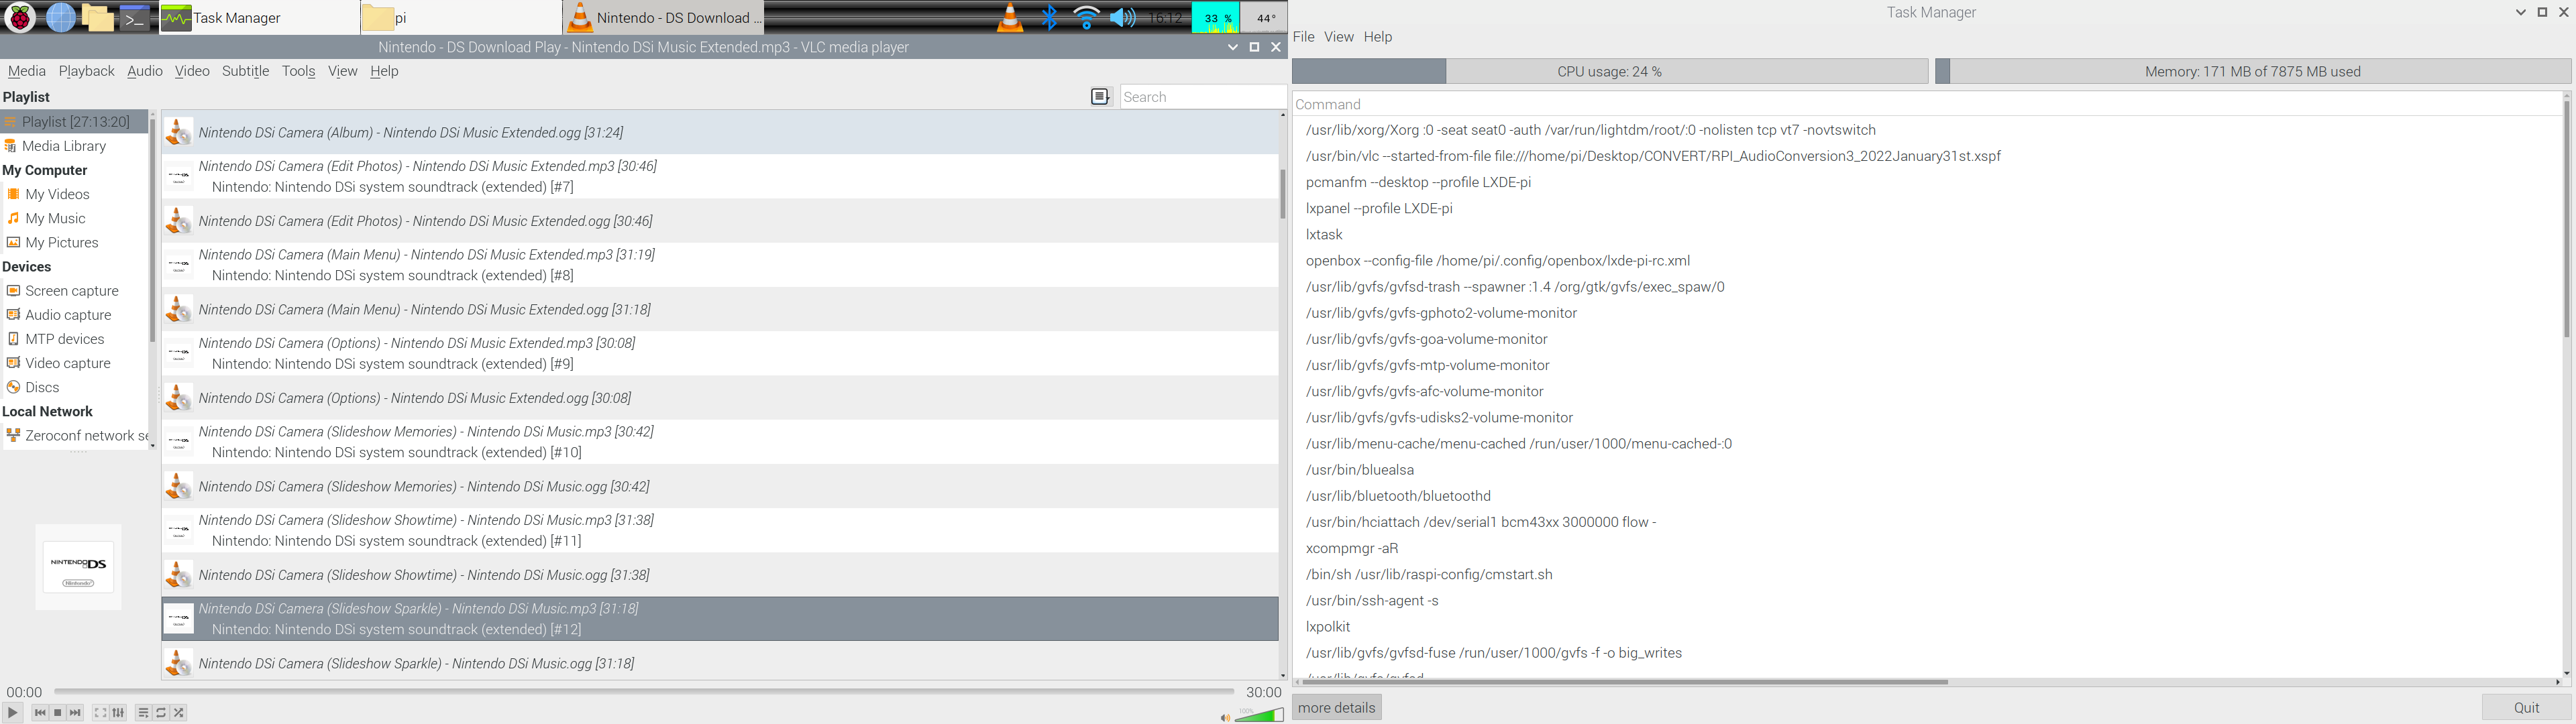 Task Manager
pi
Nintendo - DS Download ...
16:12
33 %
44°
Nintendo - DS Download Play - Nintendo DSi Music Extended.mp3 - VLC media player
Media Playback Audio Video Subtitle Tools View Help
Playlist
Search
Playlist [27:13:20]
Media Library
My Computer
My Videos
My Music
My Pictures
Devices
Screen capture
Audio capture
MTP devices
Video capture
Discs
Local Network
Zeroconf network se
NINTENDO DS
Nintendo
Nintendo DSi Camera (Album) - Nintendo DSi Music Extended.ogg [31:24]
Nintendo DSi Camera (Edit Photos) - Nintendo DSi Music Extended.mp3 [30:46]
Nintendo: Nintendo DSi system soundtrack (extended) [#7]
Nintendo DSi Camera (Edit Photos) - Nintendo DSi Music Extended.ogg [30:46]
Nintendo DSi Camera (Main Menu) - Nintendo DSi Music Extended.mp3 [31:19]
Nintendo: Nintendo DSi system soundtrack (extended) [#8]
Nintendo DSi Camera (Main Menu) - Nintendo DSi Music Extended.ogg [31:18]
Nintendo DSi Camera (Options) - Nintendo DSi Music Extended.mp3 [30:08]
Nintendo: Nintendo DSi system soundtrack (extended) [#9]
Nintendo DSi Camera (Options) - Nintendo DSi Music Extended.ogg [30:08]
Nintendo DSi Camera (Slideshow Memories) - Nintendo DSi Music.mp3 [30:42]
Nintendo: Nintendo DSi system soundtrack (extended) [#10]
Nintendo DSi Camera (Slideshow Memories) - Nintendo DSi Music.ogg [30:42]
Nintendo DSi Camera (Slideshow Showtime) - Nintendo DSi Music.mp3 [31:38]
Nintendo: Nintendo DSi system soundtrack (extended) [#11]
Nintendo DSi Camera (Slideshow Showtime) - Nintendo DSi Music.ogg [31:38]
Nintendo DSi Camera (Slideshow Sparkle) - Nintendo DSi Music.mp3 [31:18]
Nintendo: Nintendo DSi system soundtrack (extended) [#12]
Nintendo DSi Camera (Slideshow Sparkle) - Nintendo DSi Music.ogg [31:18]
00:00
30:00
100%
Task Manager
File View Help
CPU usage: 24 %
Memory: 171 MB of 7875 MB used
Command
/usr/lib/xorg/Xorg :0 -seat seat0 -auth /var/run/lightdm/root/:0 -nolisten tcp vt7 -novtswitch
/usr/bin/vlc --started-from-file file:///home/pi/Desktop/CONVERT/RPI_AudioConversion3_2022January31st.xspf
pcmanfm --desktop --profile LXDE-pi
lxpanel --profile LXDE-pi
lxtask
openbox --config-file /home/pi/.config/openbox/lxde-pi-rc.xml
/usr/lib/gvfs/gvfsd-trash --spawner :1.4 /org/gtk/gvfs/exec_spaw/0
/usr/lib/gvfs/gvfs-gphoto2-volume-monitor
/usr/lib/gvfs/gvfs-goa-volume-monitor
/usr/lib/gvfs/gvfs-mtp-volume-monitor
/usr/lib/gvfs/gvfs-afc-volume-monitor
/usr/lib/gvfs/gvfs-udisks2-volume-monitor
/usr/lib/menu-cache/menu-cached /run/user/1000/menu-cached-:0
/usr/bin/bluealsa
/usr/lib/bluetooth/bluetoothd
/usr/bin/hciattach /dev/serial1 bcm43xx 3000000 flow -
xcompmgr -aR
/bin/sh /usr/lib/raspi-config/cmstart.sh
/usr/bin/ssh-agent -s
lxpolkit
/usr/lib/gvfs/gvfsd-fuse /run/user/1000/gvfs -f -o big_writes
/usr/lib/gvfs/gvfsd
more details
Quit